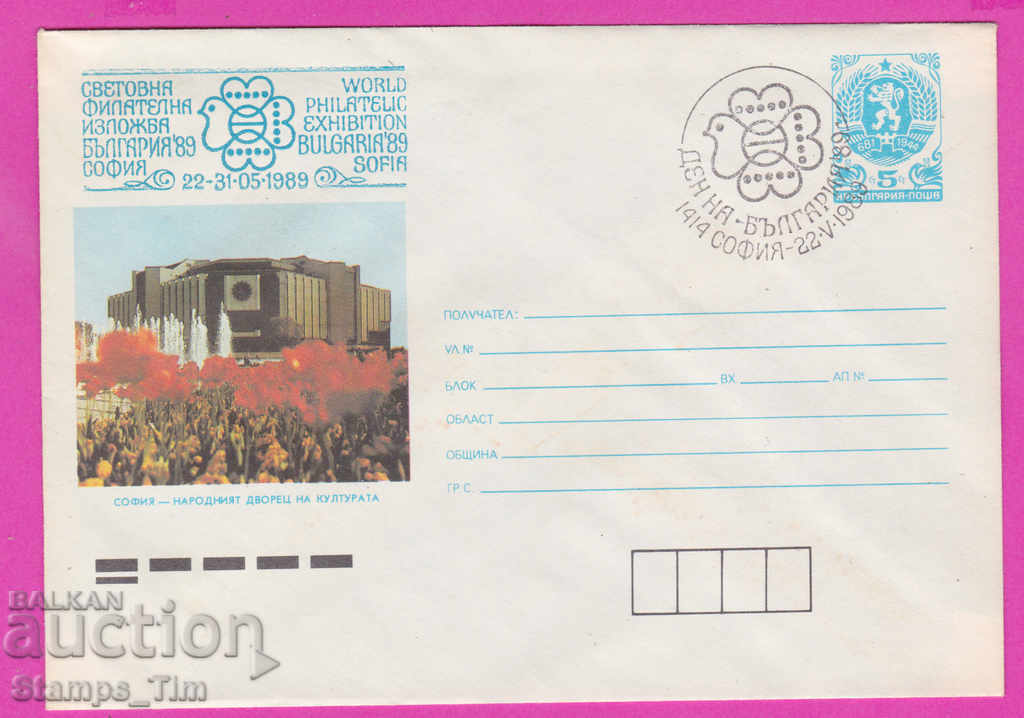 СВЕТОВНА
ФИЛАТЕЛНА
ИЗЛОЖБА
БЪЛГАРИЯ'89
СОФИЯ
WORLD
PHILATELIC
EXHIBITION
BULGARIA'89
SOFIA
22-31·05·1989
ДЕН НА·БЪЛГАРИЯ'89
1414 СОФИЯ-22·V·1989
681 1944
5
БЪЛГАРИЯ·ПОЩА
СОФИЯ — НАРОДНИЯТ ДВОРЕЦ НА КУЛТУРАТА
ПОЛУЧАТЕЛ:
УЛ.№
БЛОК ВХ. АП №
ОБЛАСТ
ОБЩИНА
ГР С.
BALKAN
auction
Stamps_Tim